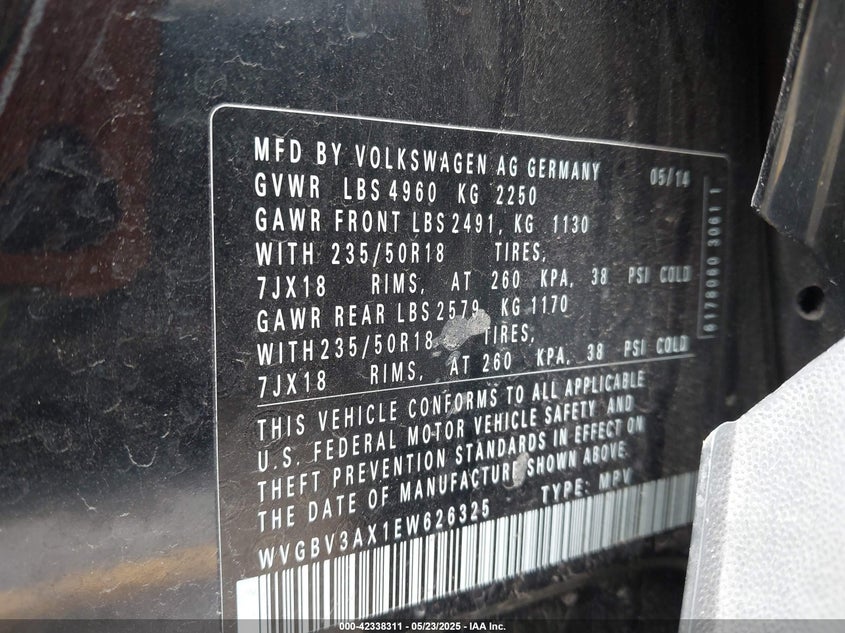 MFD BY VOLKSWAGEN AG GERMANY 05/14
GVWR LBS 4960 KG 2250
GAWR FRONT LBS 2491, KG 1130
WITH 235/50R18 TIRES,
7JX18 RIMS, AT 260 KPA, 38 PSI COLD
GAWR REAR LBS 2579 KG 1170
WITH 235/50R18 TIRES,
7JX18 RIMS, AT 260 KPA, 38 PSI COLD
THIS VEHICLE CONFORMS TO ALL APPLICABLE
U.S. FEDERAL MOTOR VEHICLE SAFETY AND
THEFT PREVENTION STANDARDS IN EFFECT ON
THE DATE OF MANUFACTURE SHOWN ABOVE.
WVGBV3AX1EW626325 TYPE: MPV
000-42338311 - 05/23/2025 - IAA Inc.